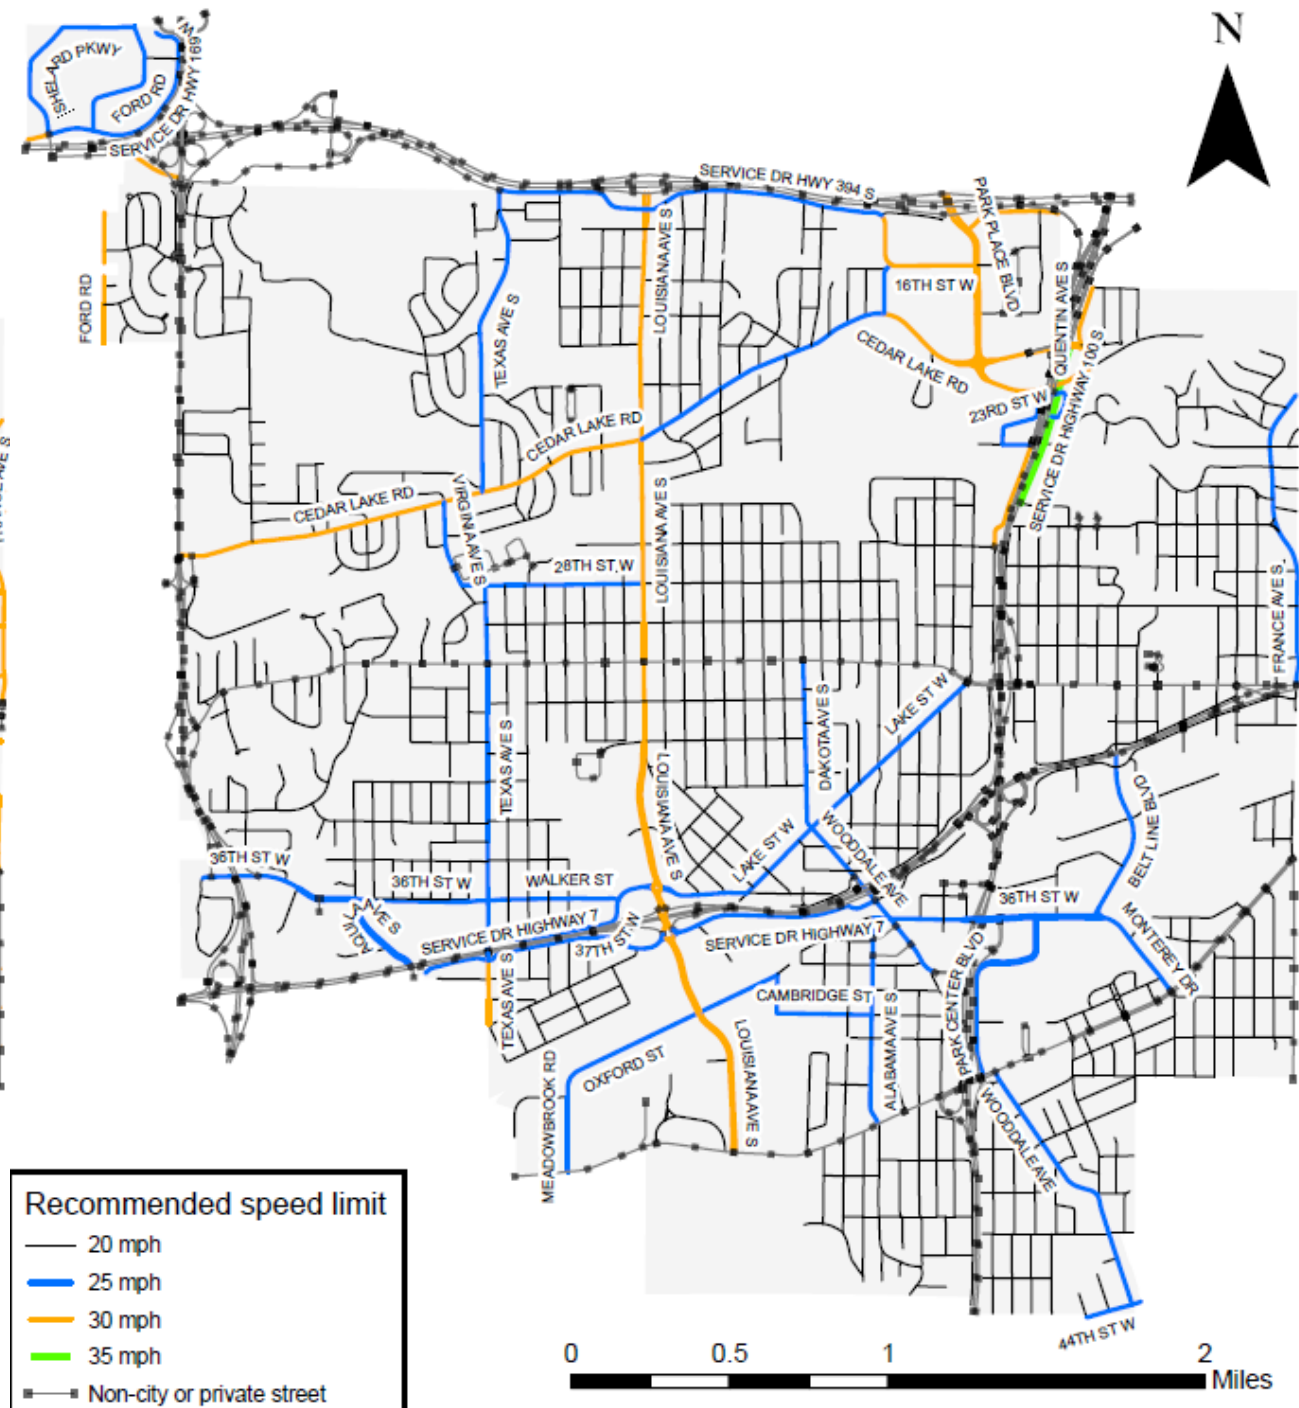 N
SHELARD PKWY
FORD RD
SERVICE DR HWY 169
SERVICE DR HWY 394 S
PARK PLACE BLVD
LOUISIANA AVE S
16TH ST W
FORD RD
TEXAS AVE S
QUENTIN AVE S
CEDAR LAKE RD
SERVICE DR HIGHWAY 100 S
23RD ST W
CEDAR LAKE RD
CEDAR LAKE RD
VIRGINIA AVE S
LOUISIANA AVE S
28TH ST W
FRANCE AVE S
DAKOTA AVE S
LAKE ST W
TEXAS AVE S
LOUISIANA AVE S
BELT LINE BLVD
WOODDALE AVE
LAKE ST W
36TH ST W
36TH ST W
WALKER ST
36TH ST W
AQUILA AVE S
SERVICE DR HIGHWAY 7
37TH ST W
SERVICE DR HIGHWAY 7
MONTEREY DR
TEXAS AVE S
CAMBRIDGE ST
PARK CENTER BLVD
ALABAMA AVE S
OXFORD ST
LOUISIANA AVE S
MEADOWBROOK RD
WOODDALE AVE
44TH ST W
Recommended speed limit
20 mph
25 mph
30 mph
35 mph
Non-city or private street
0 0.5 1 2
Miles